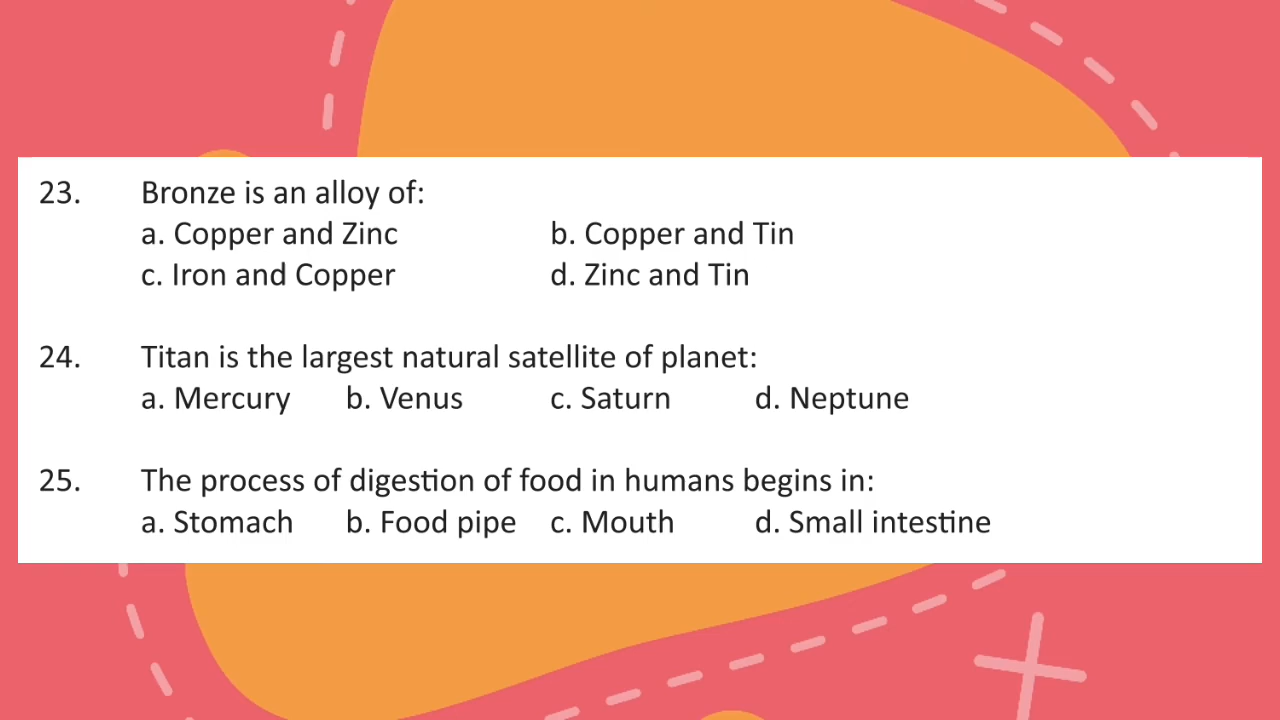 23. Bronze is an alloy of:
a. Copper and Zinc b. Copper and Tin
c. Iron and Copper d. Zinc and Tin
24. Titan is the largest natural satellite of planet:
a. Mercury b. Venus c. Saturn d. Neptune
25. The process of digestion of food in humans begins in:
a. Stomach b. Food pipe c. Mouth d. Small intestine